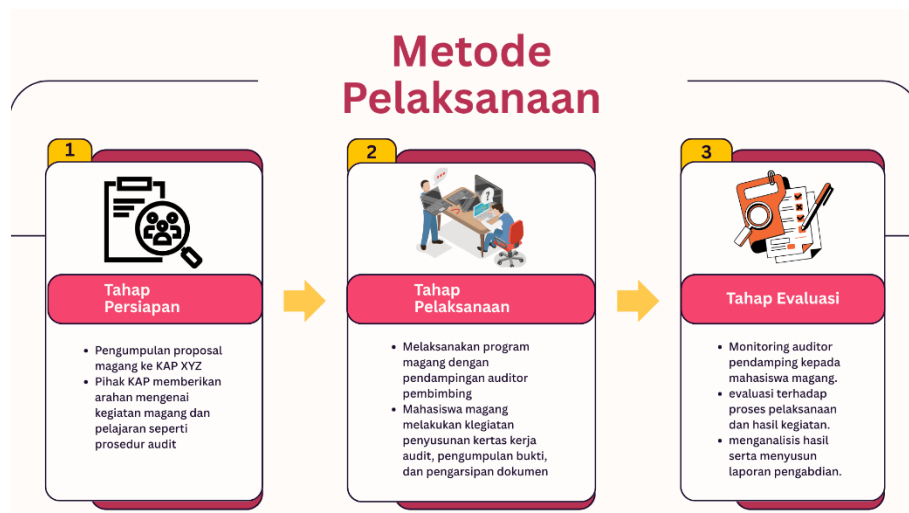 Metode
Pelaksanaan
1
Tahap
Persiapan
• Pengumpulan proposal
magang ke KAP XYZ
• Pihak KAP memberikan
arahan mengenai
kegiatan magang dan
pelajaran seperti
prosedur audit
2
Tahap
Pelaksanaan
• Melaksanakan program
magang dengan
pendampingan auditor
pembimbing
• Mahasiswa magang
melakukan klegiatan
penyusunan kertas kerja
audit, pengumpulan bukti,
dan pengarsipan dokumen
3
Tahap Evaluasi
• Monitoring auditor
pendamping kepada
mahasiswa magang.
• evaluasi terhadap
proses pelaksanaan
dan hasil kegiatan.
• menganalisis hasil
serta menyusun
laporan pengabdian.